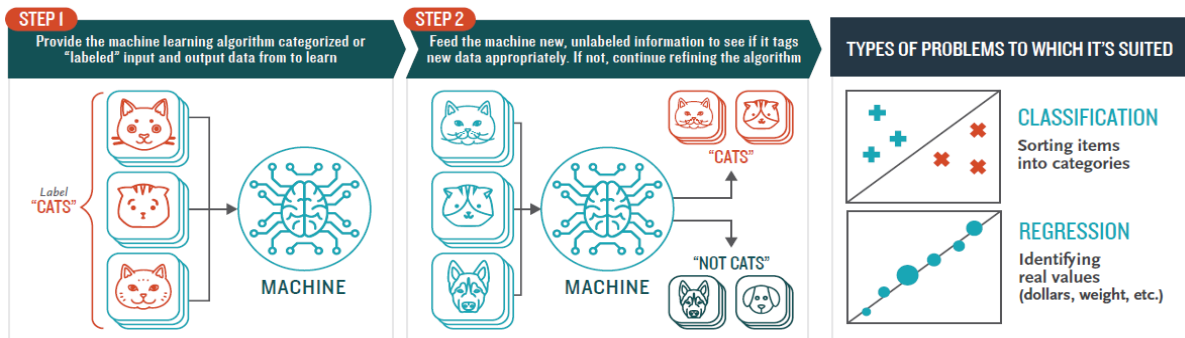 STEP 1
Provide the machine learning algorithm categorized or
“labeled” input and output data from to learn
Label
“CATS”
MACHINE
STEP 2
Feed the machine new, unlabeled information to see if it tags
new data appropriately. If not, continue refining the algorithm
“CATS”
“NOT CATS”
MACHINE
TYPES OF PROBLEMS TO WHICH IT’S SUITED
CLASSIFICATION
Sorting items
into categories
REGRESSION
Identifying
real values
(dollars, weight, etc.)